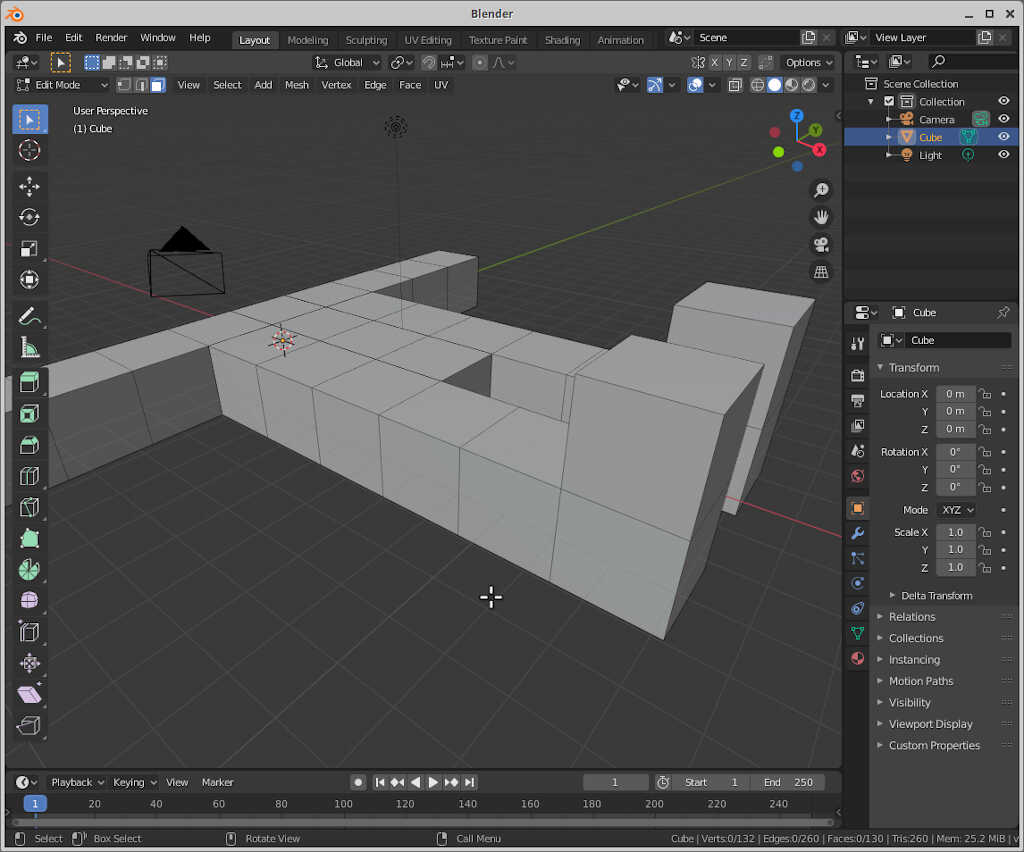 Blender
File Edit Render Window Help Layout Modeling Sculpting UV Editing Texture Paint Shading Animation Scene View Layer
Global X Y Z Options
Edit Mode View Select Add Mesh Vertex Edge Face UV
User Perspective
(1) Cube
Z
Y
X
Scene Collection
Collection
Camera
Cube
Light
Cube
Cube
Transform
Location X 0 m
Y 0 m
Z 0 m
Rotation X 0°
Y 0°
Z 0°
Mode XYZ
Scale X 1.0
Y 1.0
Z 1.0
Delta Transform
Relations
Collections
Instancing
Motion Paths
Visibility
Viewport Display
Custom Properties
Playback Keying View Marker 1 Start 1 End 250
1 20 40 60 80 100 120 140 160 180 200 220 240
Select Box Select Rotate View Call Menu Cube | Verts:0/132 | Edges:0/260 | Faces:0/130 | Tris:260 | Mem: 25.2 MiB | v